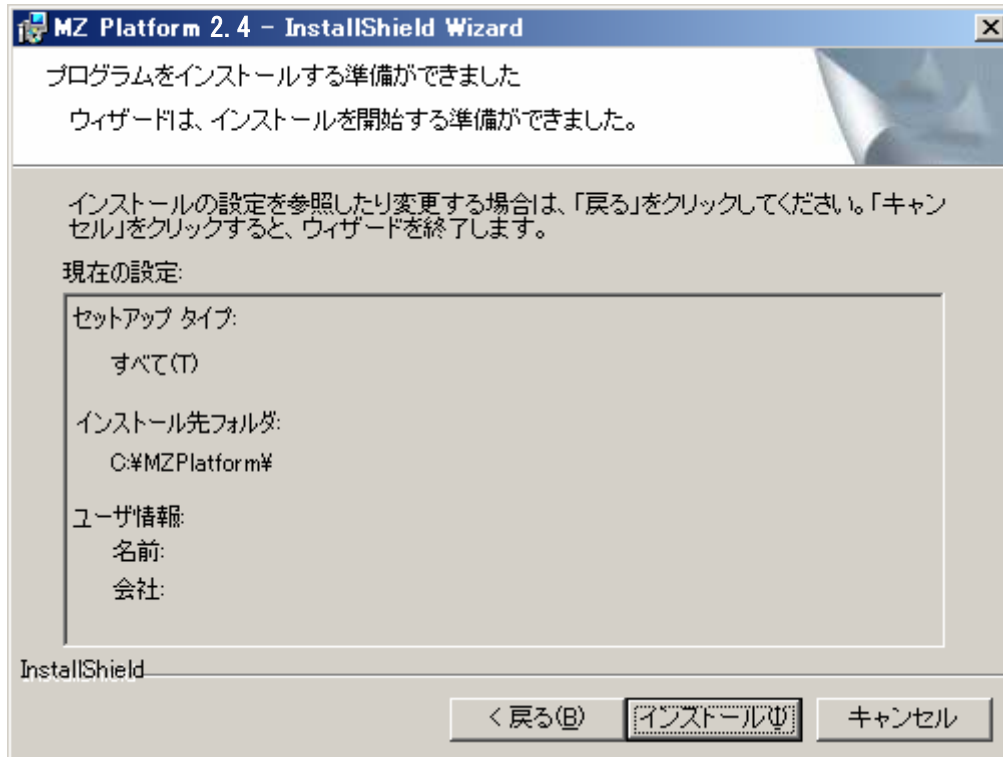 MZ Platform 2.4 - InstallShield Wizard
プログラムをインストールする準備ができました
ウィザードは、インストールを開始する準備ができました。
インストールの設定を参照したり変更する場合は、「戻る」をクリックしてください。「キャン
セル」をクリックすると、ウィザードを終了します。
現在の設定:
セットアップ タイプ:
すべて(T)
インストール先フォルダ:
C:¥MZPlatform¥
ユーザ情報:
名前:
会社:
InstallShield
< 戻る(B) インストール(I) キャンセル